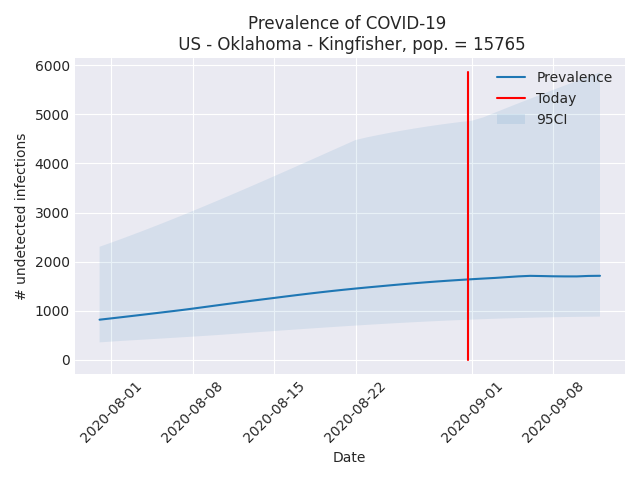 Prevalence of COVID-19
US - Oklahoma - Kingfisher, pop. = 15765
6000
5000
4000
3000
2000
1000
0
# undetected infections
Prevalence
Today
95CI
2020-08-01
2020-08-08
2020-08-15
2020-08-22
2020-09-01
2020-09-08
Date